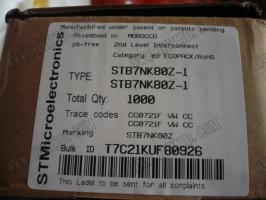 Manufactured under patents or patents pending
Assembled in MOROCCO
pb-free 2nd Level Interconnect
Category: e3 ECOPACK/RoHS
TYPE: STB7NK80Z-1
STB7NK80Z-1
Total Qty: 1000
Trace codes CC0721F VW CC
CC0721F VW CC
Marking STB7NK80Z
Bulk ID T7C21KUF80926
This Label to be sent for all complaints
STMicroelectronics